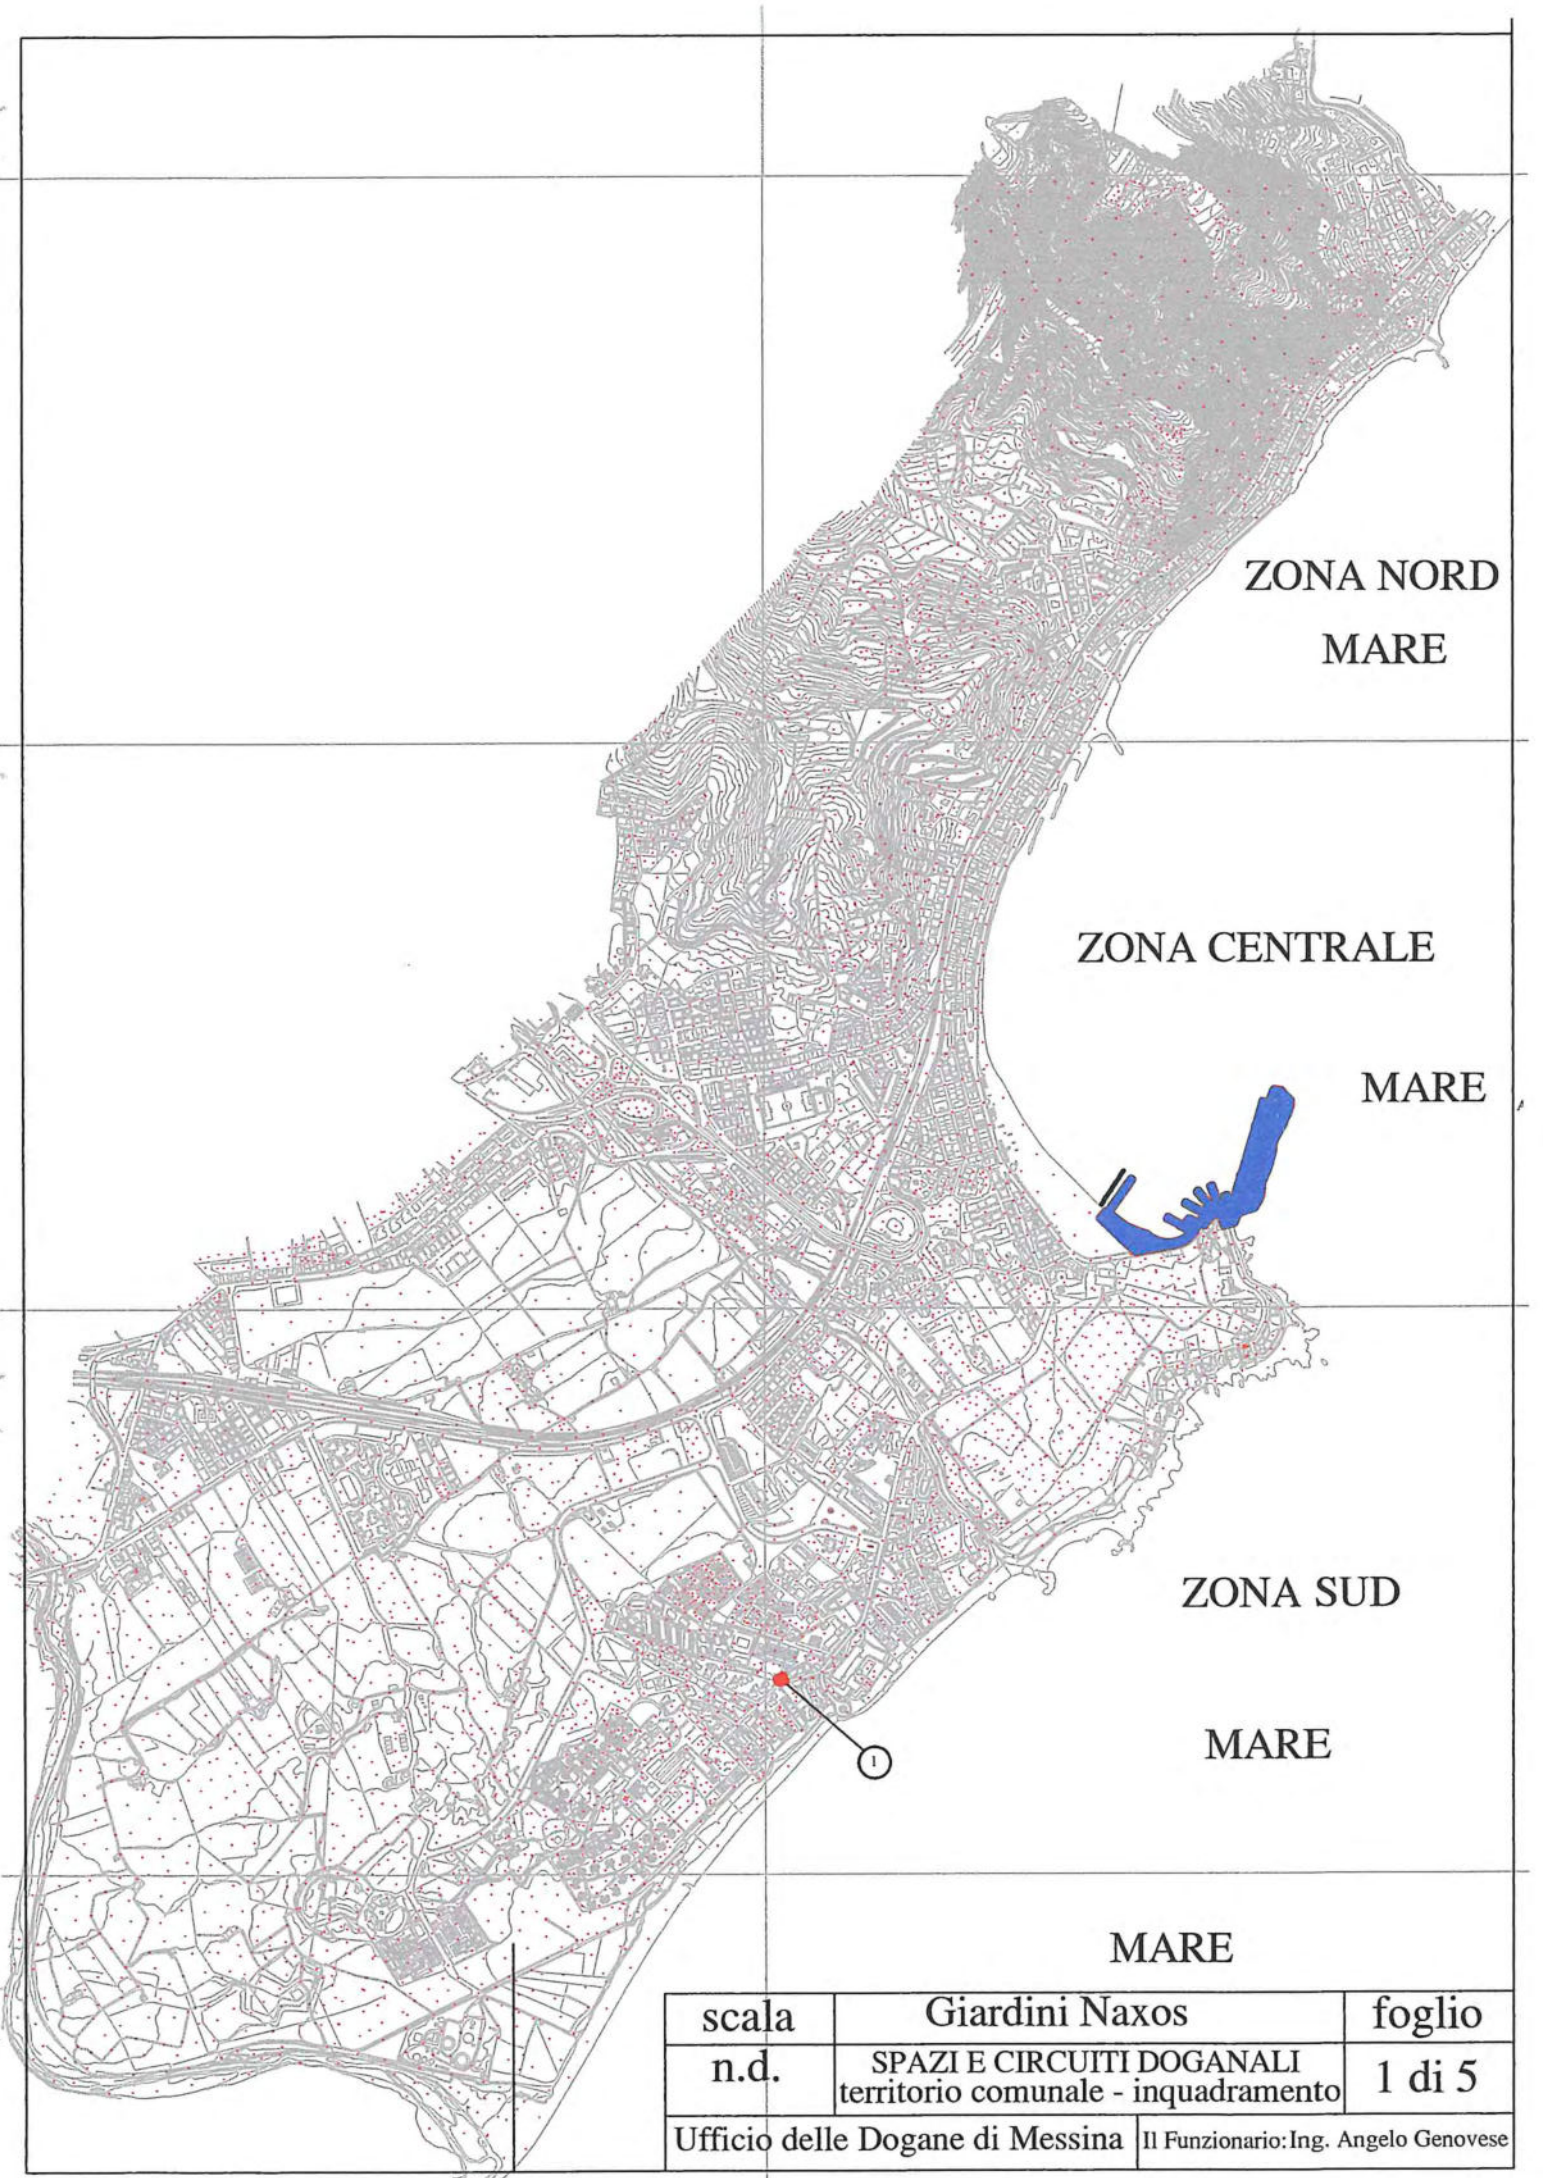 ZONA NORD
MARE
ZONA CENTRALE
MARE
ZONA SUD
1
MARE
MARE
scala
Giardini Naxos
foglio
n.d.
SPAZI E CIRCUITI DOGANALI
territorio comunale - inquadramento
1 di 5
Ufficio delle Dogane di Messina
Il Funzionario: Ing. Angelo Genovese